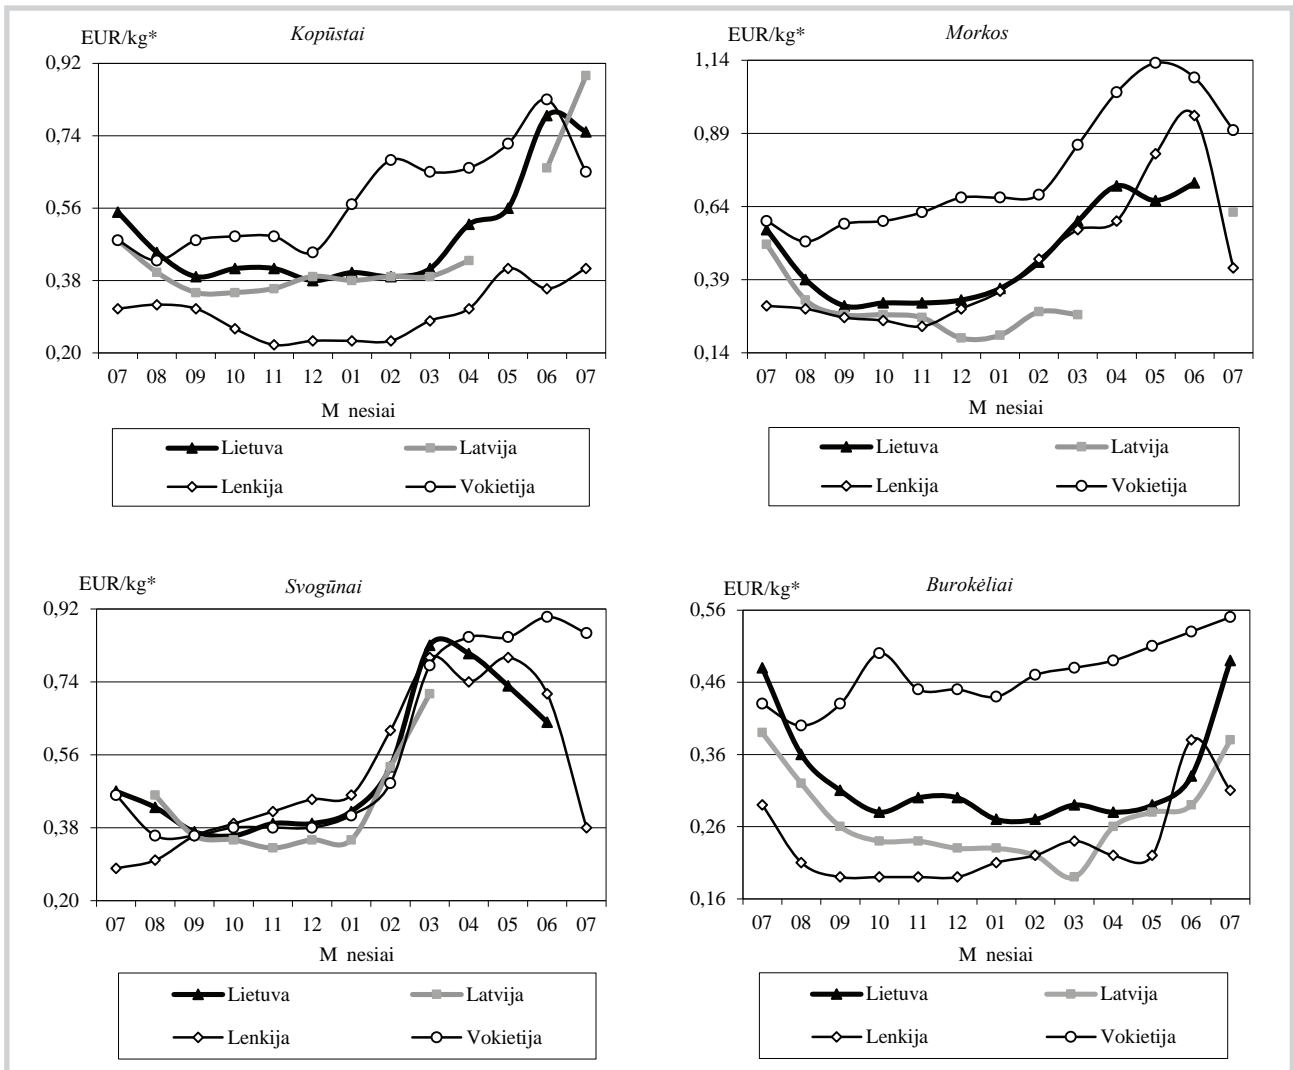 EUR/kg*
Kopūstai
0,92
0,74
0,56
0,38
0,20
07 08 09 10 11 12 01 02 03 04 05 06 07
M nesiai
Lietuva
Latvija
Lenkija
Vokietija
EUR/kg*
Morkos
1,14
0,89
0,64
0,39
0,14
07 08 09 10 11 12 01 02 03 04 05 06 07
M nesiai
Lietuva
Latvija
Lenkija
Vokietija
EUR/kg*
Svogūnai
0,92
0,74
0,56
0,38
0,20
07 08 09 10 11 12 01 02 03 04 05 06 07
M nesiai
Lietuva
Latvija
Lenkija
Vokietija
EUR/kg*
Burokėliai
0,56
0,46
0,36
0,26
0,16
07 08 09 10 11 12 01 02 03 04 05 06 07
M nesiai
Lietuva
Latvija
Lenkija
Vokietija